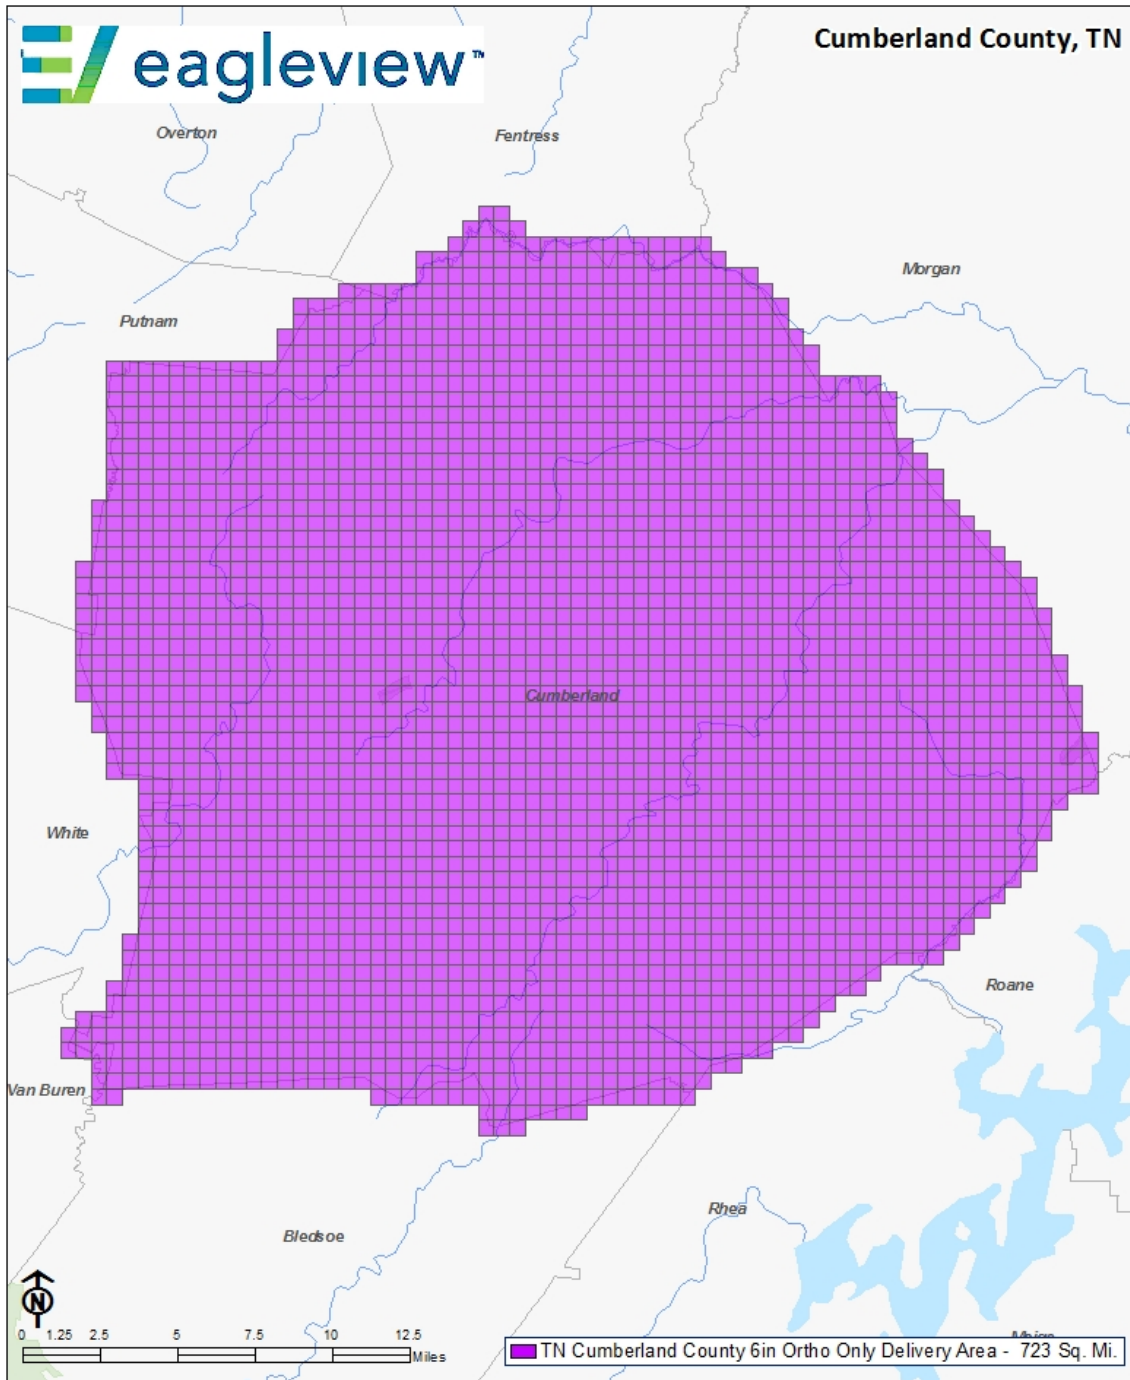 eagleview™
Cumberland County, TN
Overton
Fentress
Morgan
Putnam
Cumberland
White
Roane
Van Buren
Rhea
Bledsoe
N
0 1.25 2.5 5 7.5 10 12.5
Miles
TN Cumberland County 6in Ortho Only Delivery Area - 723 Sq. Mi.